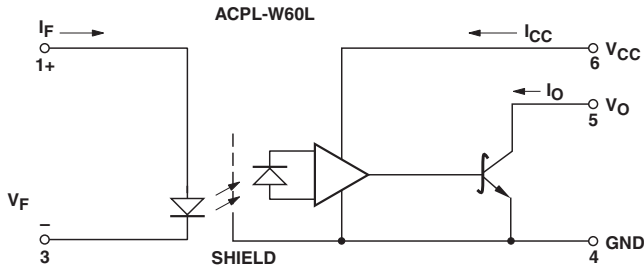 ACPL-W60L
IF
1+
ICC
VCC
6
IO
VO
5
VF
–
3
SHIELD
GND
4